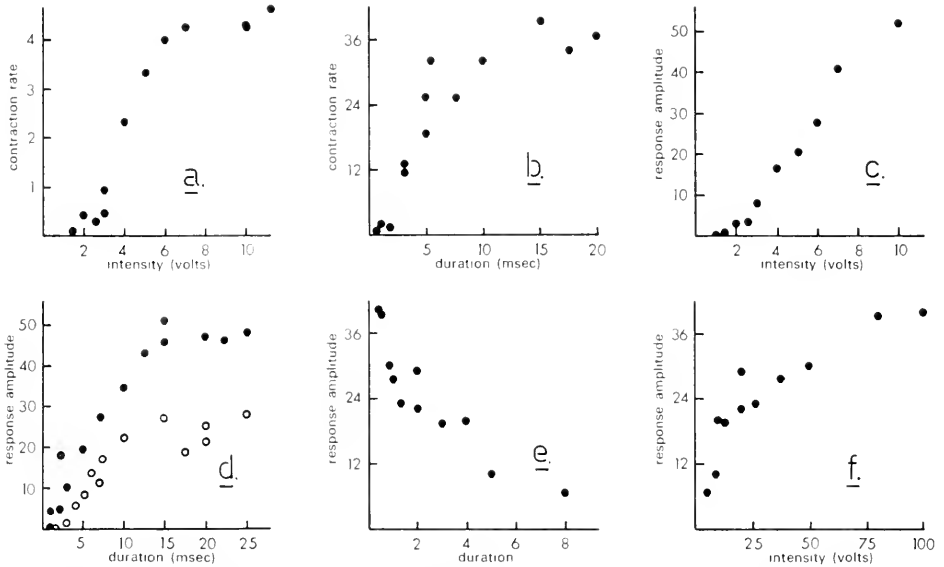 contraction rate
4
3
2
1
2
4
6
10
intensity (volts)
a.
contraction rate
36
24
12
5
10
15
20
duration (msec)
b.
response amplitude
50
40
30
20
10
2
4
6
10
intensity (volts)
c.
response amplitude
50
40
30
20
10
5
10
15
20
25
duration (msec)
d.
response amplitude
36
24
12
2
4
6
8
duration
e.
response amplitude
36
24
12
25
50
75
100
intensity (volts)
f.